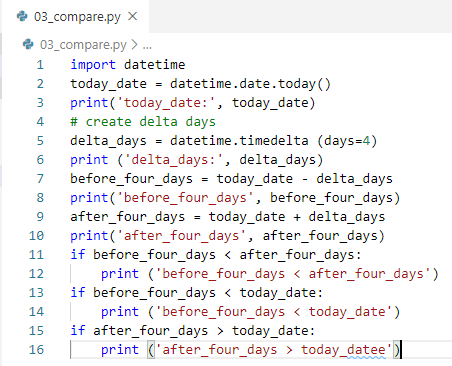 03_compare.py
03_compare.py > ...
1 import datetime
2 today_date = datetime.date.today()
3 print('today_date:', today_date)
4 # create delta days
5 delta_days = datetime.timedelta (days=4)
6 print ('delta_days:', delta_days)
7 before_four_days = today_date - delta_days
8 print('before_four_days', before_four_days)
9 after_four_days = today_date + delta_days
10 print('after_four_days', after_four_days)
11 if before_four_days < after_four_days:
12     print ('before_four_days < after_four_days')
13 if before_four_days < today_date:
14     print ('before_four_days < today_date')
15 if after_four_days > today_date:
16     print ('after_four_days > today_datee')